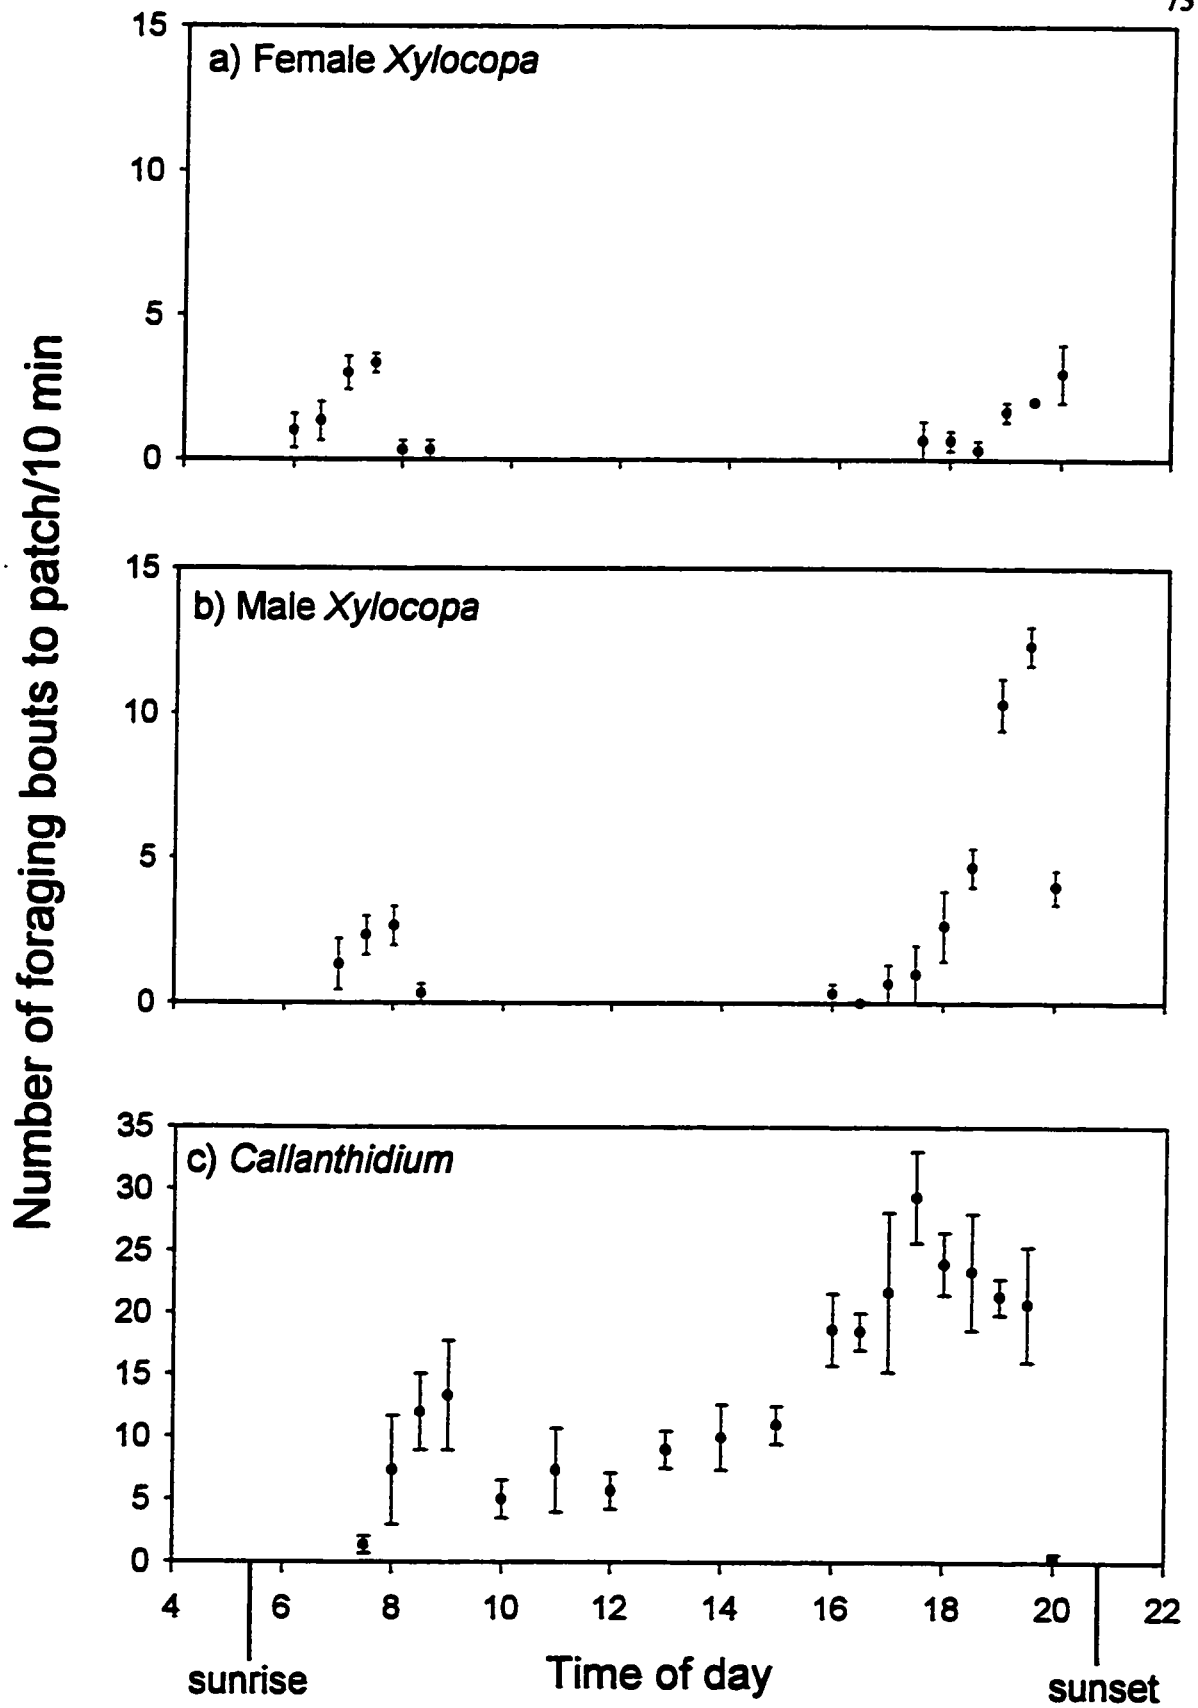 73
15
a) Female Xylocopa
10
5
0
Number of foraging bouts to patch/10 min
15
b) Male Xylocopa
10
5
0
35
c) Callanthidium
30
25
20
15
10
5
0
4 6 8 10 12 14 16 18 20 22
sunrise Time of day sunset